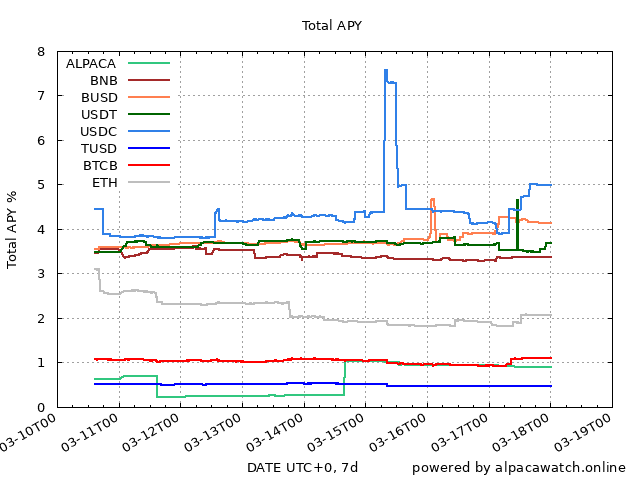 Total APY
Total APY %
8
7
6
5
4
3
2
1
0
ALPACA
BNB
BUSD
USDT
USDC
TUSD
BTCB
ETH
03-10T00
03-11T00
03-12T00
03-13T00
03-14T00
03-15T00
03-16T00
03-17T00
03-18T00
03-19T00
DATE UTC+0, 7d
powered by alpacawatch.online